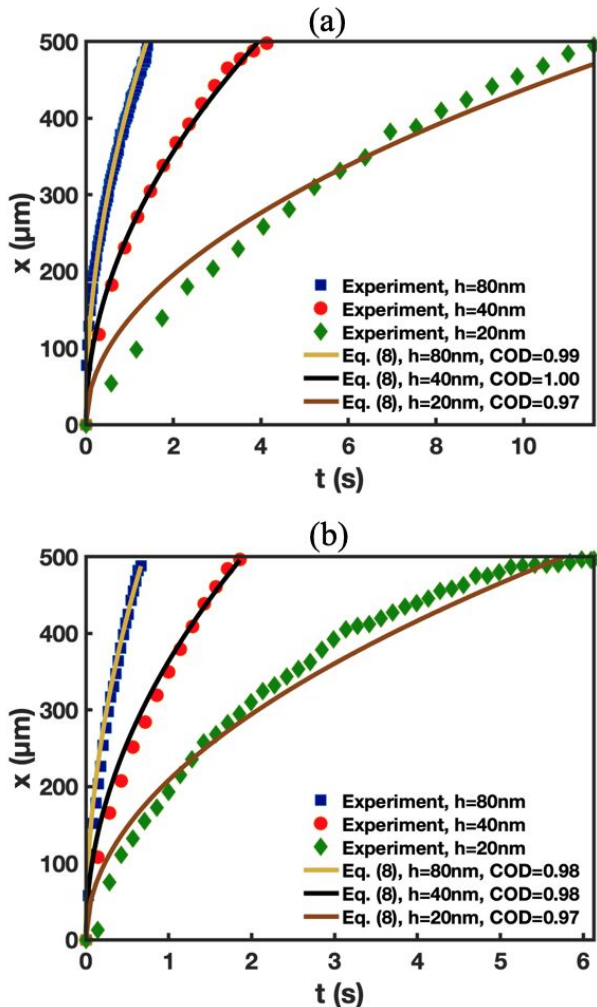 (a)
500
400
300
200
100
0
x (μm)
Experiment, h=80nm
Experiment, h=40nm
Experiment, h=20nm
Eq. (8), h=80nm, COD=0.99
Eq. (8), h=40nm, COD=1.00
Eq. (8), h=20nm, COD=0.97
0 2 4 6 8 10
t (s)
(b)
500
400
300
200
100
0
x (μm)
Experiment, h=80nm
Experiment, h=40nm
Experiment, h=20nm
Eq. (8), h=80nm, COD=0.98
Eq. (8), h=40nm, COD=0.98
Eq. (8), h=20nm, COD=0.97
0 1 2 3 4 5 6
t (s)